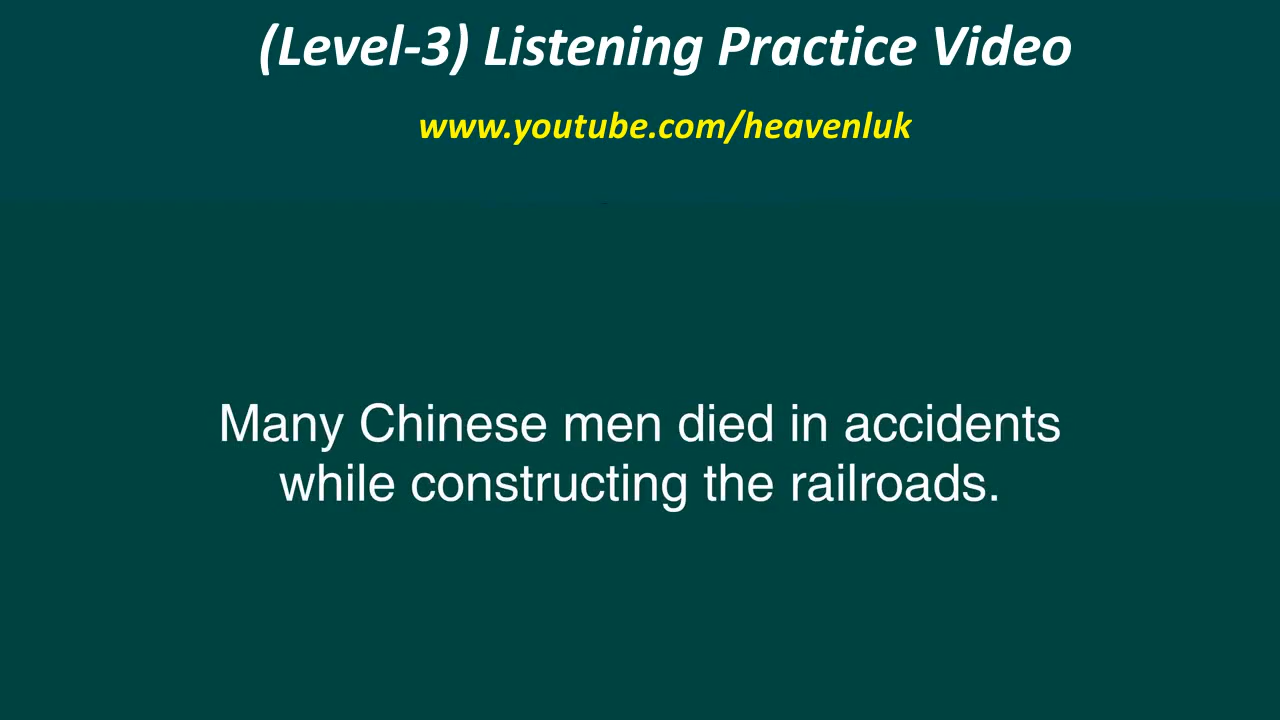 (Level-3) Listening Practice Video
www.youtube.com/heavenluk
Many Chinese men died in accidents
while constructing the railroads.